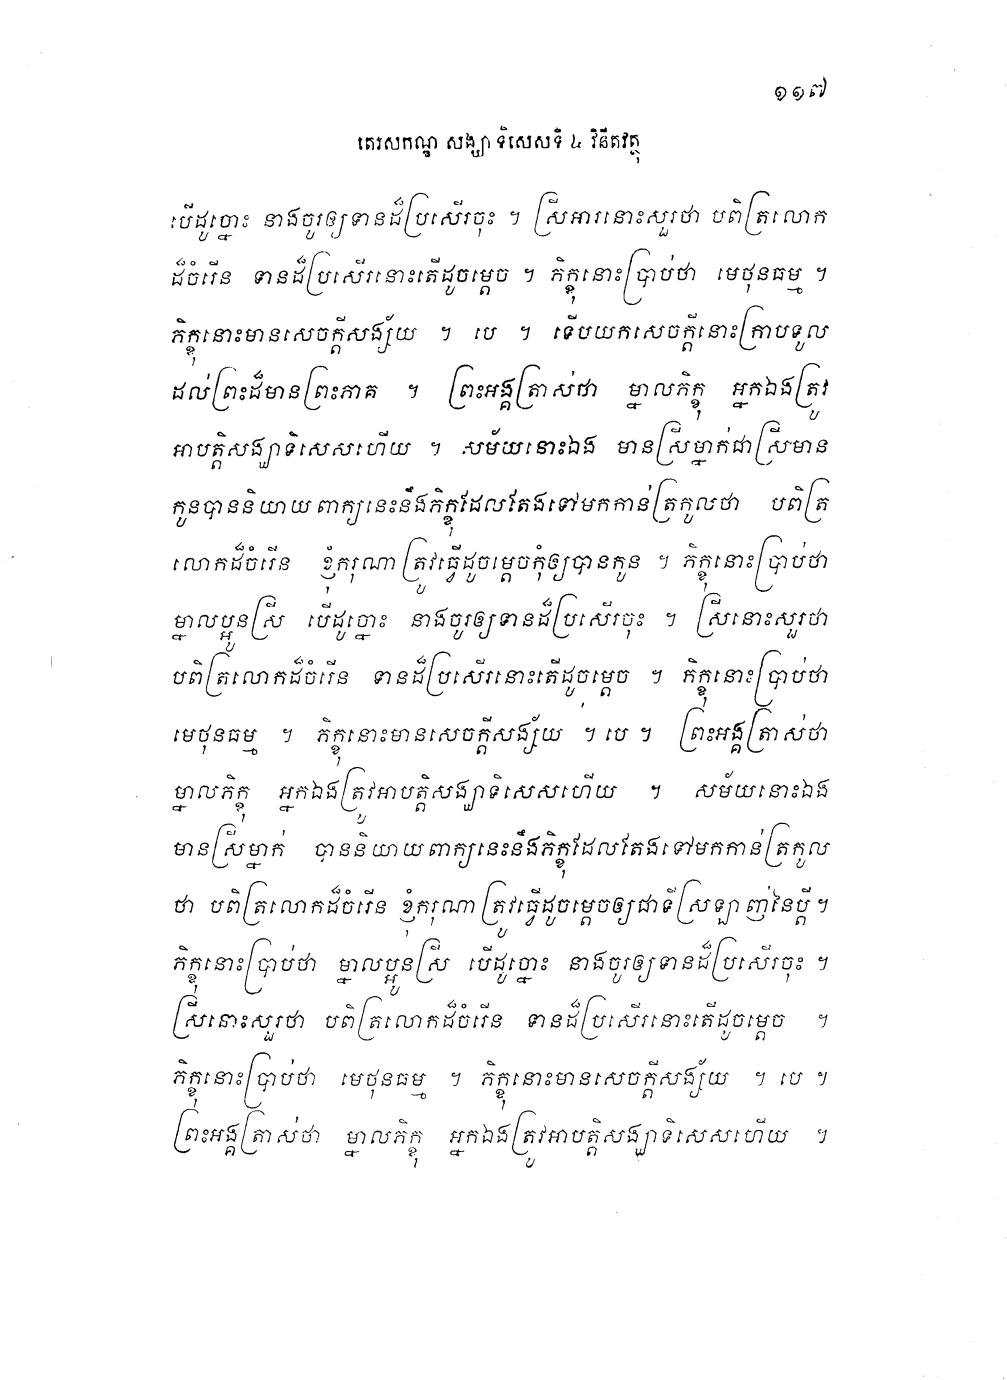 ១១៧
តេរសកណ្ឌ សង្ឃាទិសេសទី ៤ វិនីតវត្ថុ
បើដូច្នោះ នាងចូរឲ្យទានដ៏ប្រសើរចុះ ។ ស្រីអារនោះសួរថា បពិត្រលោក
ដ៏ចំរើន ទានដ៏ប្រសើរនោះតើដូចម្ដេច ។ ភិក្ខុនោះប្រាប់ថា មេថុនធម្ម ។
ភិក្ខុនោះមានសេចក្ដីសង្ស័យ ។ បេ ។ ទើបយកសេចក្ដីនោះក្រាបទូល
ដល់ព្រះដ៏មានព្រះភាគ ។ ព្រះអង្គត្រាស់ថា ម្នាលភិក្ខុ អ្នកឯងត្រូវ
អាបត្តិសង្ឃាទិសេសហើយ ។ សម័យនោះឯង មានស្រីម្នាក់ជាស្រីមាន
កូនបាននិយាយពាក្យនេះនឹងភិក្ខុដែលតែងទៅមកកាន់ត្រកូលថា បពិត្រ
លោកដ៏ចំរើន ខ្ញុំករុណាត្រូវធ្វើដូចម្ដេចកុំឲ្យបានកូន ។ ភិក្ខុនោះប្រាប់ថា
ម្នាលប្អូនស្រី បើដូច្នោះ នាងចូរឲ្យទានដ៏ប្រសើរចុះ ។ ស្រីនោះសួរថា
បពិត្រលោកដ៏ចំរើន ទានដ៏ប្រសើរនោះតើដូចម្ដេច ។ ភិក្ខុនោះប្រាប់ថា
មេថុនធម្ម ។ ភិក្ខុនោះមានសេចក្ដីសង្ស័យ ។ បេ ។ ព្រះអង្គត្រាស់ថា
ម្នាលភិក្ខុ អ្នកឯងត្រូវអាបត្តិសង្ឃាទិសេសហើយ ។ សម័យនោះឯង
មានស្រីម្នាក់ បាននិយាយពាក្យនេះនឹងភិក្ខុដែលតែងទៅមកកាន់ត្រកូល
ថា បពិត្រលោកដ៏ចំរើន ខ្ញុំករុណាត្រូវធ្វើដូចម្ដេចឲ្យជាទីស្រឡាញ់នៃប្ដី ។
ភិក្ខុនោះប្រាប់ថា ម្នាលប្អូនស្រី បើដូច្នោះ នាងចូរឲ្យទានដ៏ប្រសើរចុះ ។
ស្រីនោះសួរថា បពិត្រលោកដ៏ចំរើន ទានដ៏ប្រសើរនោះតើដូចម្ដេច ។
ភិក្ខុនោះប្រាប់ថា មេថុនធម្ម ។ ភិក្ខុនោះមានសេចក្ដីសង្ស័យ ។ បេ ។
ព្រះអង្គត្រាស់ថា ម្នាលភិក្ខុ អ្នកឯងត្រូវអាបត្តិសង្ឃាទិសេសហើយ ។